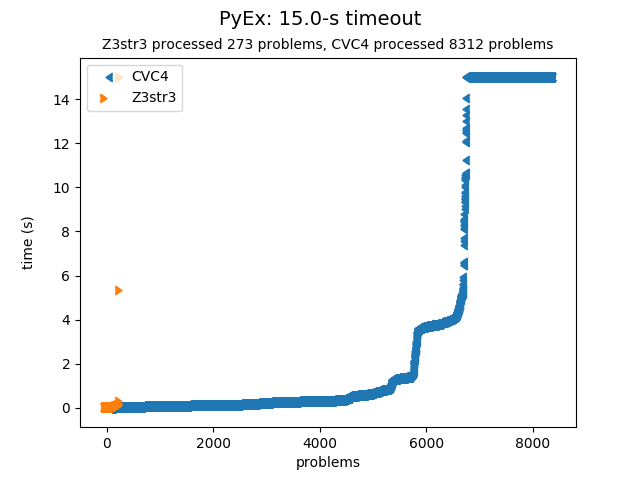 PyEx: 15.0-s timeout
Z3str3 processed 273 problems, CVC4 processed 8312 problems
CVC4
Z3str3
time (s)
14
12
10
8
6
4
2
0
0 2000 4000 6000 8000
problems